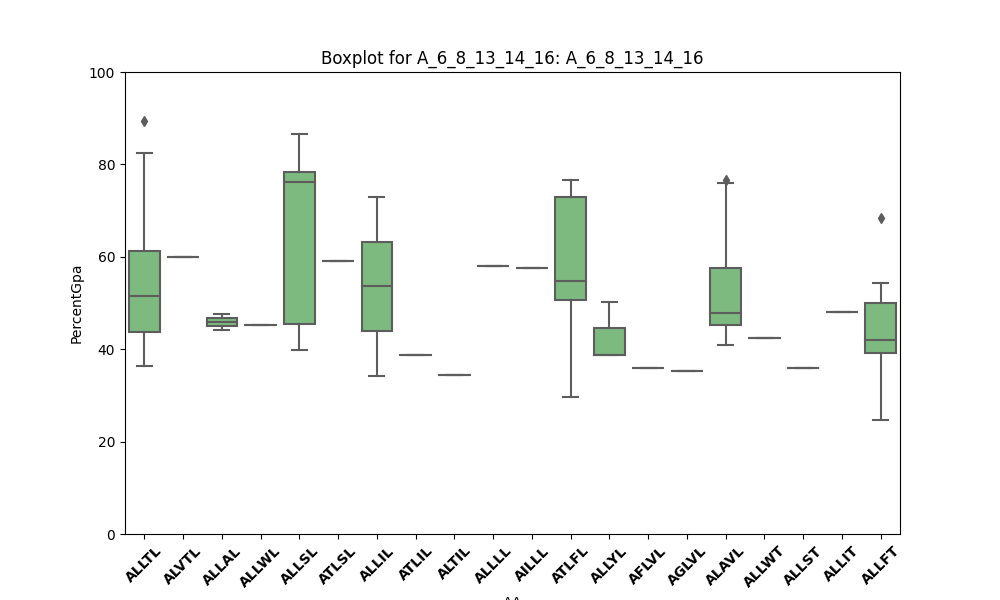 Boxplot for A_6_8_13_14_16: A_6_8_13_14_16
100
80
60
40
20
0
PercentGpa
ALLTL ALVTL ALLAL ALLWL ALLSL ATLSL ALLIL ATLIL ALTIL ALLLL AILLL ATLFL ALLYL AFLVL AGLVL ALAVL ALLWT ALLST ALLIT ALLFT